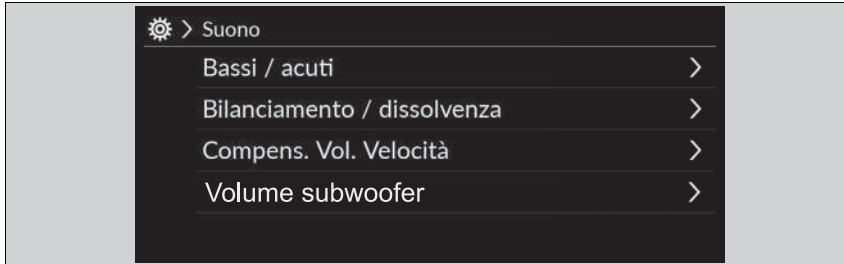 > Suono
Bassi / acuti >
Bilanciamento / dissolvenza >
Compens. Vol. Velocità >
Volume subwoofer >